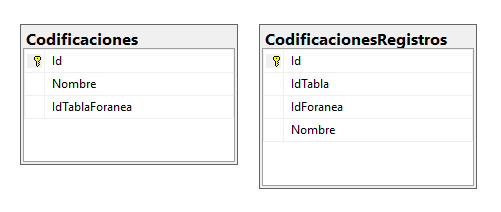 Codificaciones
Id
Nombre
IdTablaForanea
CodificacionesRegistros
Id
IdTabla
IdForanea
Nombre